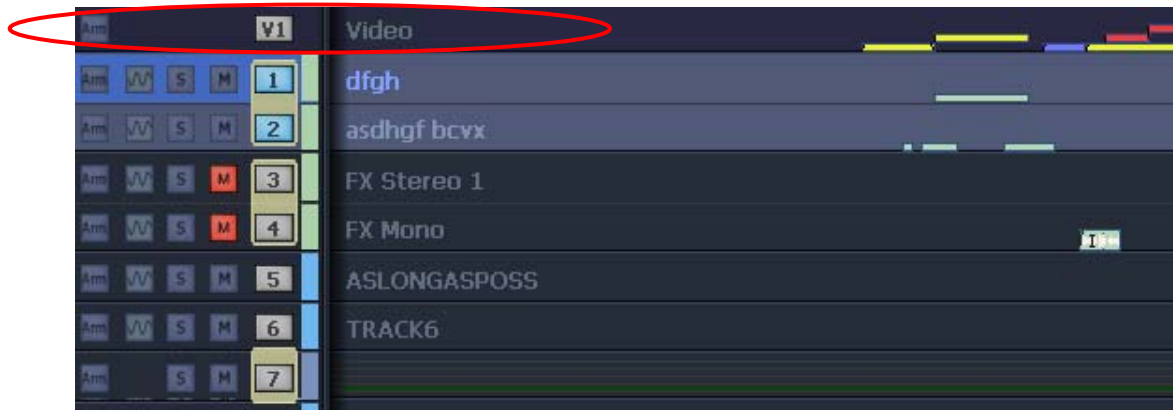 Arm V1 Video
Arm S M 1 dfgh
Arm S M 2 asdhgf bcvx
Arm S M 3 FX Stereo 1
Arm S M 4 FX Mono
I
Arm S M 5 ASLONGASPOSS
Arm S M 6 TRACK6
Arm S M 7